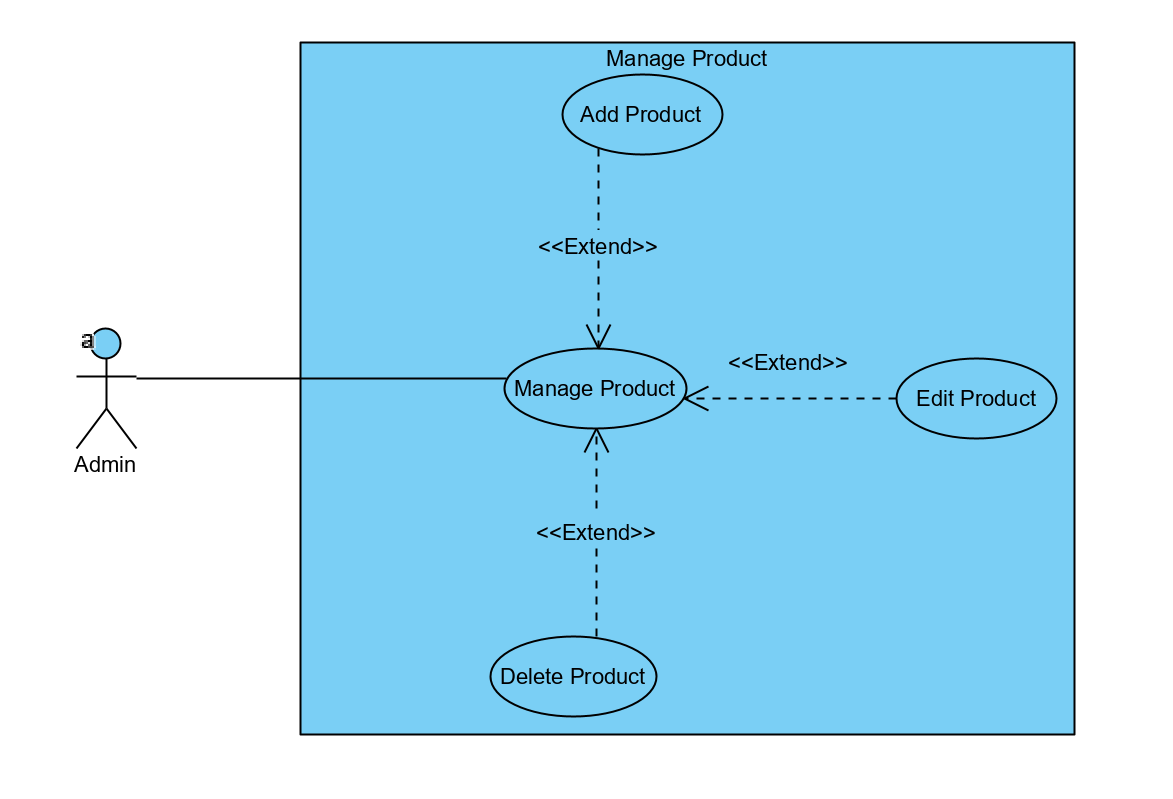 Manage Product
Add Product
<<Extend>>
a
<<Extend>>
Manage Product
Edit Product
Admin
<<Extend>>
Delete Product